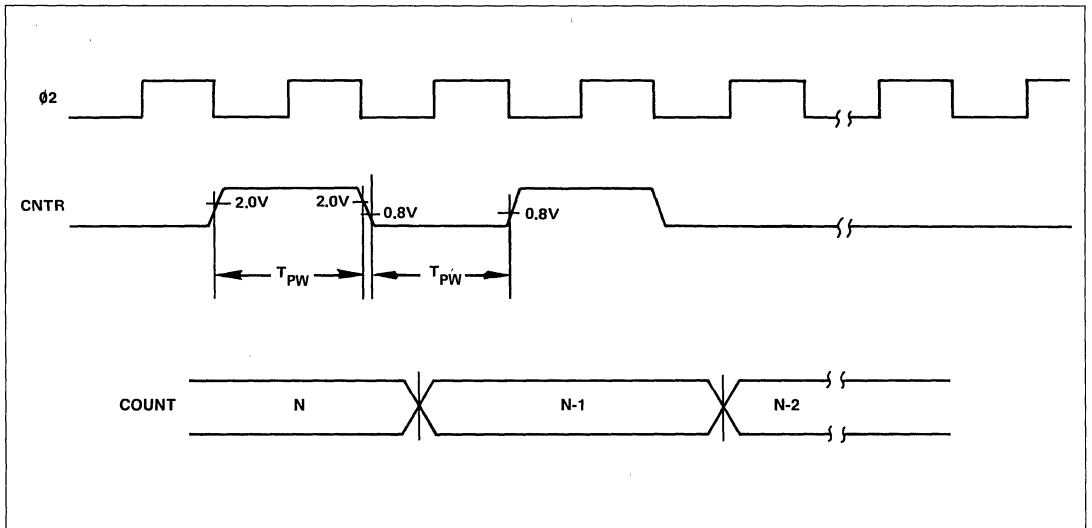 φ2
CNTR
2.0V
2.0V
0.8V
0.8V
TPW
TPW
COUNT
N
N-1
N-2